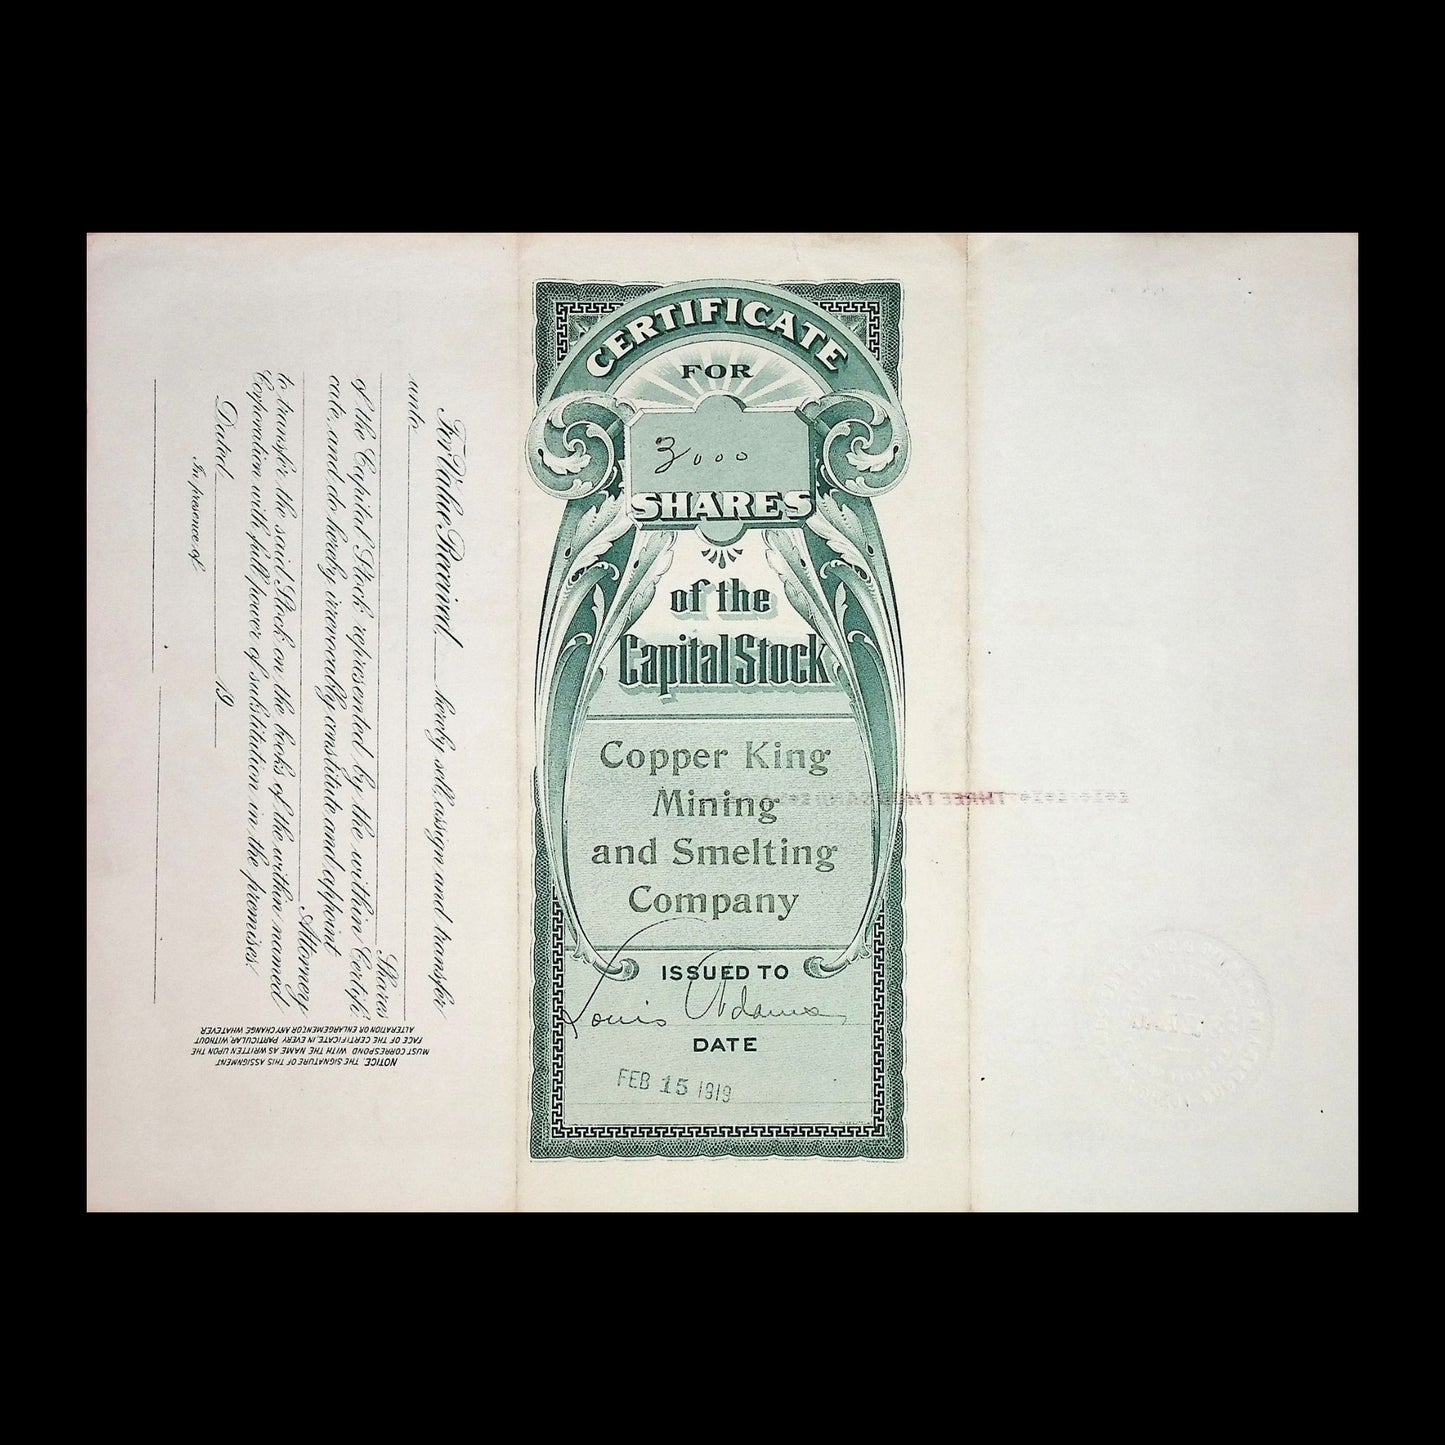 CERTIFICATE
FOR
3000
SHARES
of the
Capital Stock
Copper King
Mining
and Smelting
Company
ISSUED TO
Louis Adams
DATE
FEB 15 1919
For Value Received, hereby sell, assign and transfer
unto
Shares
of the Capital Stock represented by the within Certifi-
cate, and do hereby irrevocably constitute and appoint
Attorney
to transfer the said Stock on the books of the within named
Corporation with full power of substitution in the premises.
Dated 19
In presence of
NOTICE. THE SIGNATURE OF THIS ASSIGNMENT
MUST CORRESPOND WITH THE NAME AS WRITTEN UPON THE
FACE OF THE CERTIFICATE, IN EVERY PARTICULAR, WITHOUT
ALTERATION OR ENLARGEMENT OR ANY CHANGE WHATEVER